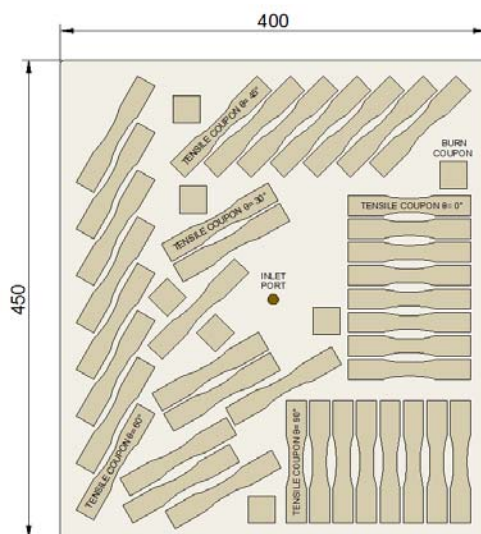 400
450
TENSILE COUPON θ= 45°
BURN
COUPON
TENSILE COUPON θ= 30°
TENSILE COUPON θ= 0°
INLET
PORT
TENSILE COUPON θ= 60°
TENSILE COUPON θ= 90°